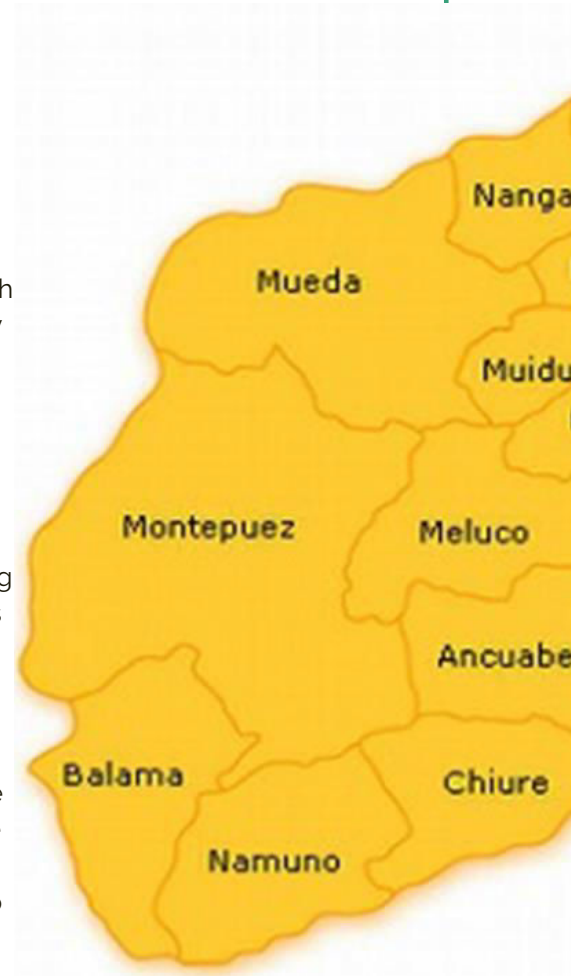 Nanga
h
Mueda
Muidu
Montepuez
Meluco
g
Ancuabe
Balama
Chiure
e
Namuno